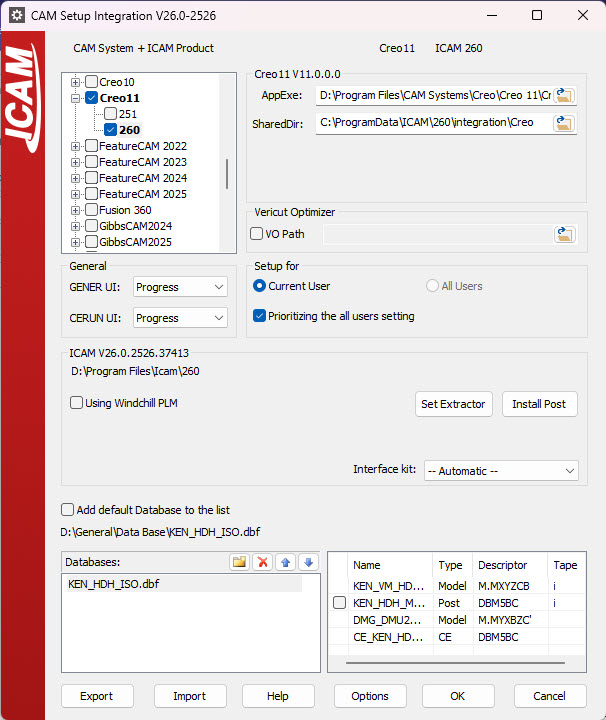 CAM Setup Integration V26.0-2526
ICAM
CAM System + ICAM Product
Creo11 ICAM 260
Creo10
Creo11
251
260
FeatureCAM 2022
FeatureCAM 2023
FeatureCAM 2024
FeatureCAM 2025
Fusion 360
GibbsCAM2024
GibbsCAM2025
Creo11 V11.0.0.0
AppExe: D:\Program Files\CAM Systems\Creo\Creo 11\Cr
SharedDir: C:\ProgramData\ICAM\260\integration\Creo
Vericut Optimizer
VO Path
General
GENER UI: Progress
CERUN UI: Progress
Setup for
Current User All Users
Prioritizing the all users setting
ICAM V26.0.2526.37413
D:\Program Files\Icam\260
Using Windchill PLM
Set Extractor Install Post
Interface kit: -- Automatic --
Add default Database to the list
D:\General\Data Base\KEN_HDH_ISO.dbf
Databases:
KEN_HDH_ISO.dbf
Name Type Descriptor Tape
KEN_VM_HD... Model M.MXYZCB i
KEN_HDH_M... Post DBM5BC i
DMG_DMU2... Model M.MYXBZC'
CE_KEN_HD... CE DBM5BC
Export Import Help Options OK Cancel